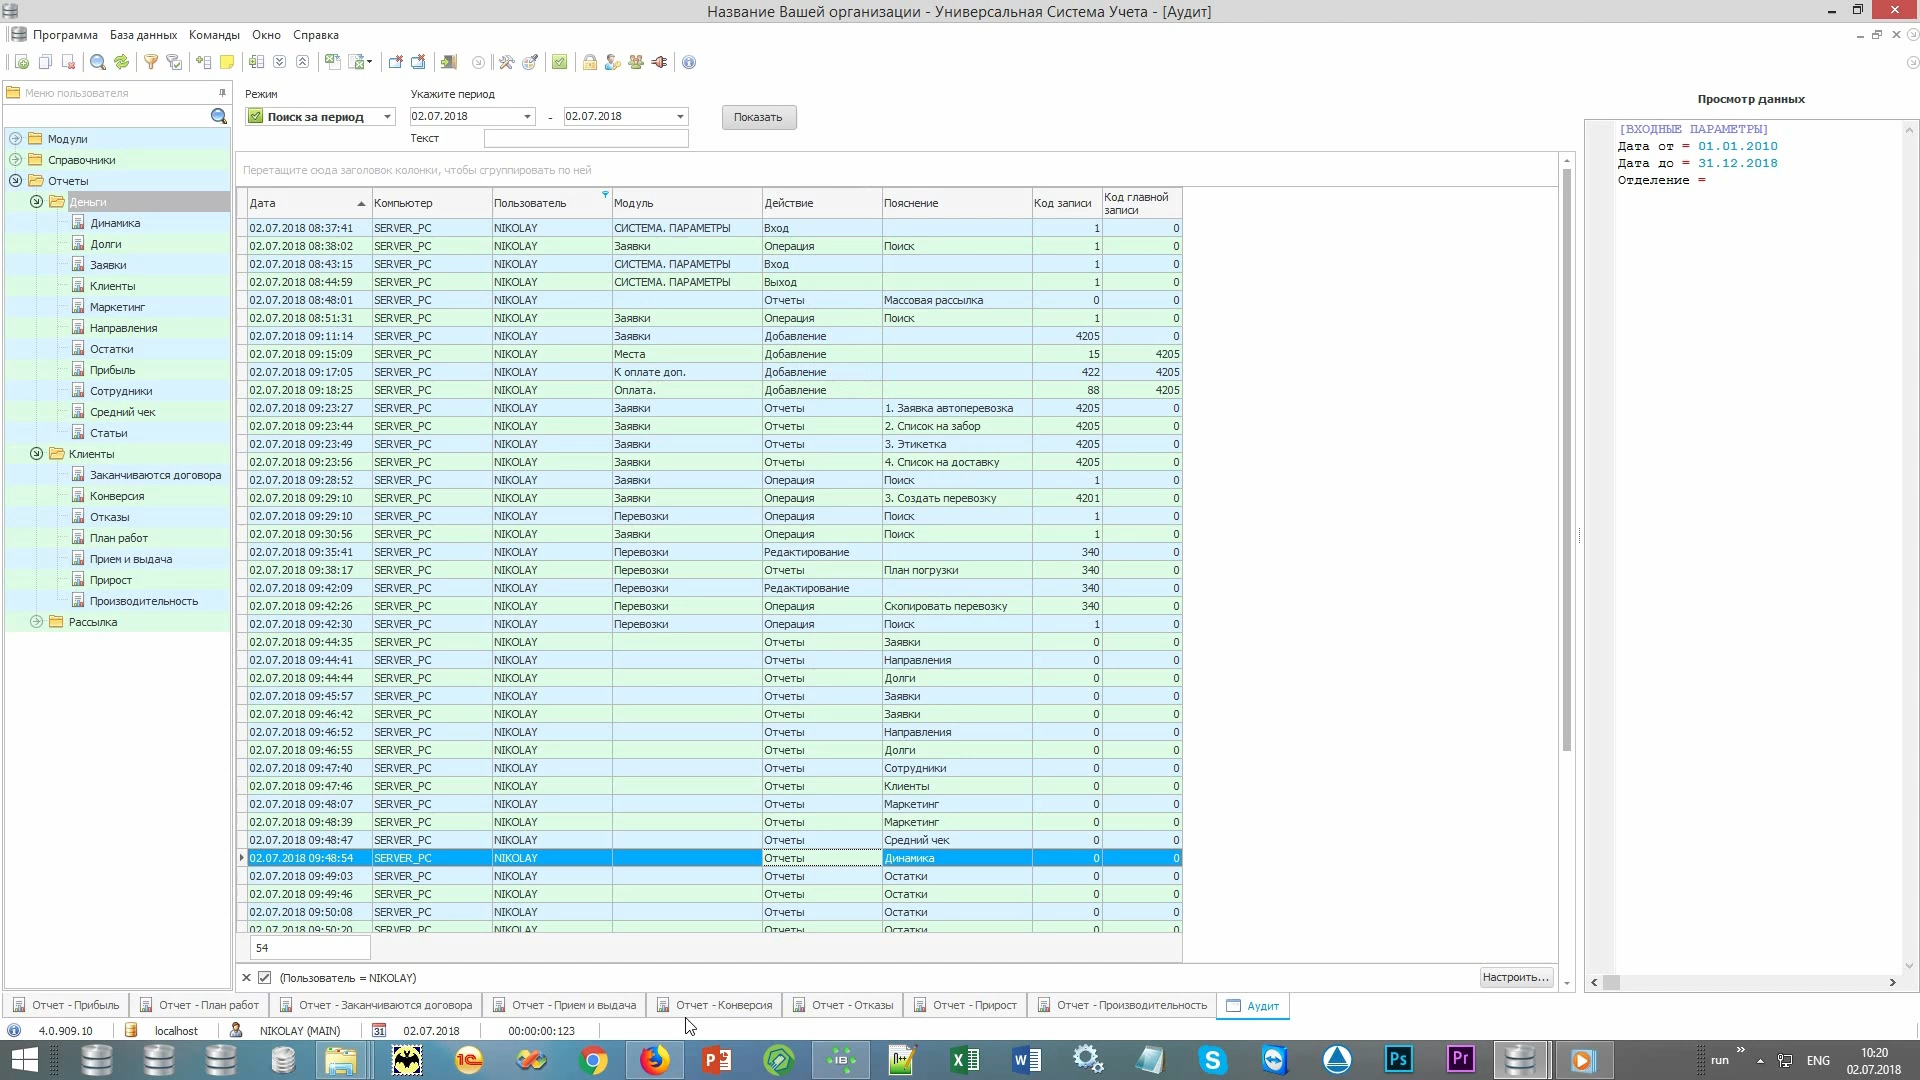 Название Вашей организации - Универсальная Система Учета - [Аудит]
Программа База данных Команды Окно Справка
Меню пользователя
Модули
Справочники
Отчеты
Деньги
Динамика
Долги
Заявки
Клиенты
Маркетинг
Направления
Остатки
Прибыль
Сотрудники
Средний чек
Статьи
Клиенты
Заканчиваются договора
Конверсия
Отказы
План работ
Прием и выдача
Прирост
Производительность
Рассылка
Режим Укажите период
Поиск за период 02.07.2018 - 02.07.2018 Показать
Текст
Перетащите сюда заголовок колонки, чтобы сгруппировать по ней
Дата Компьютер Пользователь Модуль Действие Пояснение Код записи Код главной записи
02.07.2018 08:37:41 SERVER_PC NIKOLAY СИСТЕМА. ПАРАМЕТРЫ Вход 1 0
02.07.2018 08:38:02 SERVER_PC NIKOLAY Заявки Операция Поиск 1 0
02.07.2018 08:43:15 SERVER_PC NIKOLAY СИСТЕМА. ПАРАМЕТРЫ Вход 1 0
02.07.2018 08:44:59 SERVER_PC NIKOLAY СИСТЕМА. ПАРАМЕТРЫ Выход 1 0
02.07.2018 08:48:01 SERVER_PC NIKOLAY Отчеты Массовая рассылка 0 0
02.07.2018 08:51:31 SERVER_PC NIKOLAY Заявки Операция Поиск 1 0
02.07.2018 09:11:14 SERVER_PC NIKOLAY Заявки Добавление 4205 0
02.07.2018 09:15:09 SERVER_PC NIKOLAY Места Добавление 15 4205
02.07.2018 09:17:05 SERVER_PC NIKOLAY К оплате доп. Добавление 422 4205
02.07.2018 09:18:25 SERVER_PC NIKOLAY Оплата. Добавление 88 4205
02.07.2018 09:23:27 SERVER_PC NIKOLAY Заявки Отчеты 1. Заявка автоперевозка 4205 0
02.07.2018 09:23:44 SERVER_PC NIKOLAY Заявки Отчеты 2. Список на забор 4205 0
02.07.2018 09:23:49 SERVER_PC NIKOLAY Заявки Отчеты 3. Этикетка 4205 0
02.07.2018 09:23:56 SERVER_PC NIKOLAY Заявки Отчеты 4. Список на доставку 4205 0
02.07.2018 09:28:52 SERVER_PC NIKOLAY Заявки Операция Поиск 1 0
02.07.2018 09:29:10 SERVER_PC NIKOLAY Заявки Операция 3. Создать перевозку 4201 0
02.07.2018 09:29:10 SERVER_PC NIKOLAY Перевозки Операция Поиск 1 0
02.07.2018 09:30:56 SERVER_PC NIKOLAY Заявки Операция Поиск 1 0
02.07.2018 09:35:41 SERVER_PC NIKOLAY Перевозки Редактирование 340 0
02.07.2018 09:38:17 SERVER_PC NIKOLAY Перевозки Отчеты План погрузки 340 0
02.07.2018 09:42:09 SERVER_PC NIKOLAY Перевозки Редактирование 340 0
02.07.2018 09:42:26 SERVER_PC NIKOLAY Перевозки Операция Скопировать перевозку 340 0
02.07.2018 09:42:30 SERVER_PC NIKOLAY Перевозки Операция Поиск 1 0
02.07.2018 09:44:35 SERVER_PC NIKOLAY Отчеты Заявки 0 0
02.07.2018 09:44:41 SERVER_PC NIKOLAY Отчеты Направления 0 0
02.07.2018 09:44:44 SERVER_PC NIKOLAY Отчеты Долги 0 0
02.07.2018 09:45:57 SERVER_PC NIKOLAY Отчеты Заявки 0 0
02.07.2018 09:46:42 SERVER_PC NIKOLAY Отчеты Заявки 0 0
02.07.2018 09:46:52 SERVER_PC NIKOLAY Отчеты Направления 0 0
02.07.2018 09:46:55 SERVER_PC NIKOLAY Отчеты Долги 0 0
02.07.2018 09:47:40 SERVER_PC NIKOLAY Отчеты Сотрудники 0 0
02.07.2018 09:47:46 SERVER_PC NIKOLAY Отчеты Клиенты 0 0
02.07.2018 09:48:07 SERVER_PC NIKOLAY Отчеты Маркетинг 0 0
02.07.2018 09:48:39 SERVER_PC NIKOLAY Отчеты Маркетинг 0 0
02.07.2018 09:48:47 SERVER_PC NIKOLAY Отчеты Средний чек 0 0
02.07.2018 09:48:54 SERVER_PC NIKOLAY Отчеты Динамика 0 0
02.07.2018 09:49:03 SERVER_PC NIKOLAY Отчеты Остатки 0 0
02.07.2018 09:49:46 SERVER_PC NIKOLAY Отчеты Остатки 0 0
02.07.2018 09:50:08 SERVER_PC NIKOLAY Отчеты Остатки 0 0
02.07.2018 09:50:20 SERVER_PC NIKOLAY Отчеты Остатки 0 0
54
(Пользователь = NIKOLAY) Настроить...
Просмотр данных
[ВХОДНЫЕ ПАРАМЕТРЫ]
Дата от = 01.01.2010
Дата до = 31.12.2018
Отделение =
Отчет - Прибыль Отчет - План работ Отчет - Заканчиваются договора Отчет - Прием и выдача Отчет - Конверсия Отчет - Отказы Отчет - Прирост Отчет - Производительность Аудит
4.0.909.10 localhost NIKOLAY (MAIN) 31 02.07.2018 00:00:00:123
1С P n++ X W S Ps Pr run ENG 10:20
02.07.2018